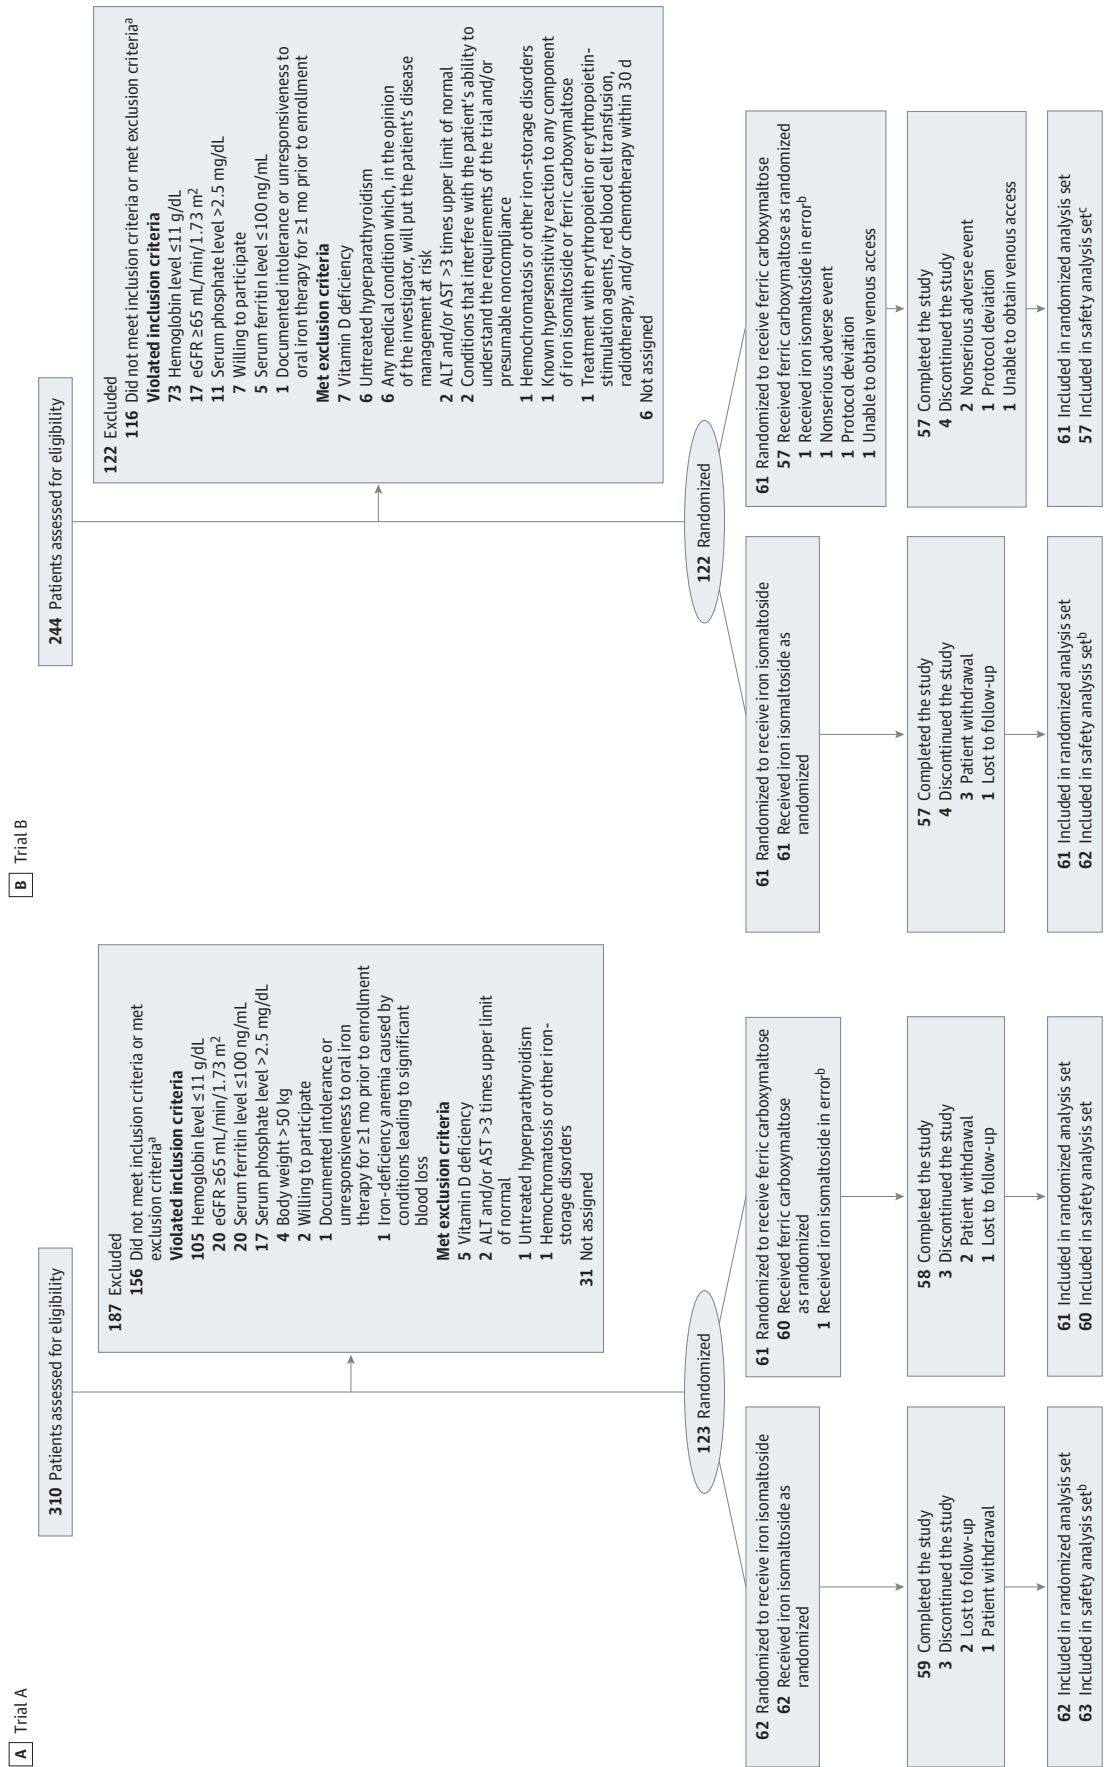 A Trial A
310 Patients assessed for eligibility
187 Excluded
156 Did not meet inclusion criteria or met
exclusion criteriaᵃ
Violated inclusion criteria
105 Hemoglobin level ≤11 g/dL
20 eGFR ≥65 mL/min/1.73 m²
20 Serum ferritin level ≤100 ng/mL
17 Serum phosphate level >2.5 mg/dL
4 Body weight >50 kg
2 Willing to participate
1 Documented intolerance or
unresponsiveness to oral iron
therapy for ≥1 mo prior to enrollment
1 Iron-deficiency anemia caused by
conditions leading to significant
blood loss
Met exclusion criteria
5 Vitamin D deficiency
2 ALT and/or AST >3 times upper limit
of normal
1 Untreated hyperparathyroidism
1 Hemochromatosis or other iron-
storage disorders
31 Not assigned
123 Randomized
62 Randomized to receive iron isomaltoside
62 Received iron isomaltoside as
randomized
61 Randomized to receive ferric carboxymaltose
60 Received ferric carboxymaltose
as randomized
1 Received iron isomaltoside in errorᵇ
59 Completed the study
3 Discontinued the study
2 Lost to follow-up
1 Patient withdrawal
58 Completed the study
3 Discontinued the study
2 Patient withdrawal
1 Lost to follow-up
62 Included in randomized analysis set
63 Included in safety analysis setᵇ
61 Included in randomized analysis set
60 Included in safety analysis set
B Trial B
244 Patients assessed for eligibility
122 Excluded
116 Did not meet inclusion criteria or met exclusion criteriaᵃ
Violated inclusion criteria
73 Hemoglobin level ≤11 g/dL
17 eGFR ≥65 mL/min/1.73 m²
11 Serum phosphate level >2.5 mg/dL
7 Willing to participate
5 Serum ferritin level ≤100 ng/mL
1 Documented intolerance or unresponsiveness to
oral iron therapy for ≥1 mo prior to enrollment
Met exclusion criteria
7 Vitamin D deficiency
6 Untreated hyperparathyroidism
6 Any medical condition which, in the opinion
of the investigator, will put the patient's disease
management at risk
2 ALT and/or AST >3 times upper limit of normal
2 Conditions that interfere with the patient's ability to
understand the requirements of the trial and/or
presumable noncompliance
1 Hemochromatosis or other iron-storage disorders
1 Known hypersensitivity reaction to any component
of iron isomaltoside or ferric carboxymaltose
1 Treatment with erythropoietin or erythropoietin-
stimulation agents, red blood cell transfusion,
radiotherapy, and/or chemotherapy within 30 d
6 Not assigned
122 Randomized
61 Randomized to receive iron isomaltoside
61 Received iron isomaltoside as
randomized
61 Randomized to receive ferric carboxymaltose
57 Received ferric carboxymaltose as randomized
1 Received iron isomaltoside in errorᵇ
1 Nonserious adverse event
1 Protocol deviation
1 Unable to obtain venous access
57 Completed the study
4 Discontinued the study
3 Patient withdrawal
1 Lost to follow-up
57 Completed the study
4 Discontinued the study
2 Nonserious adverse event
1 Protocol deviation
1 Unable to obtain venous access
61 Included in randomized analysis set
62 Included in safety analysis setᵇ
61 Included in randomized analysis set
57 Included in safety analysis setᶜ